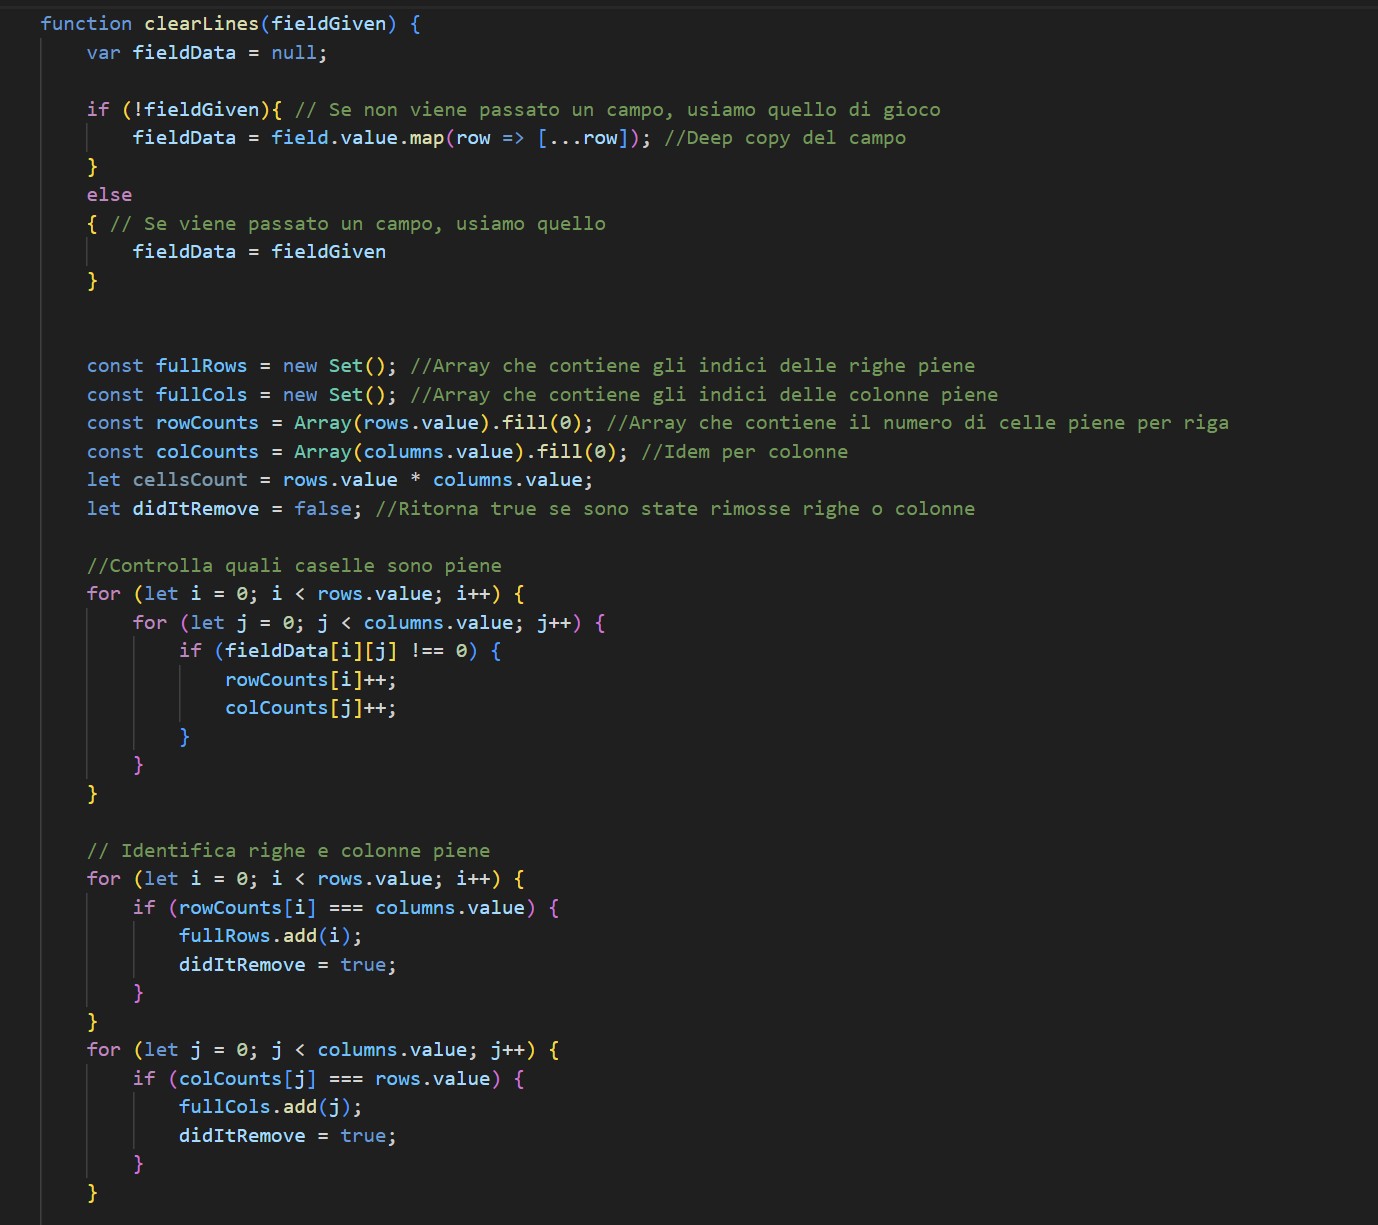 function clearLines(fieldGiven) {
var fieldData = null;
if (!fieldGiven){ // Se non viene passato un campo, usiamo quello di gioco
fieldData = field.value.map(row => [...row]); //Deep copy del campo
}
else
{ // Se viene passato un campo, usiamo quello
fieldData = fieldGiven
}
const fullRows = new Set(); //Array che contiene gli indici delle righe piene
const fullCols = new Set(); //Array che contiene gli indici delle colonne piene
const rowCounts = Array(rows.value).fill(0); //Array che contiene il numero di celle piene per riga
const colCounts = Array(columns.value).fill(0); //Idem per colonne
let cellsCount = rows.value * columns.value;
let didItRemove = false; //Ritorna true se sono state rimosse righe o colonne
//Controlla quali caselle sono piene
for (let i = 0; i < rows.value; i++) {
for (let j = 0; j < columns.value; j++) {
if (fieldData[i][j] !== 0) {
rowCounts[i]++;
colCounts[j]++;
}
}
}
// Identifica righe e colonne piene
for (let i = 0; i < rows.value; i++) {
if (rowCounts[i] === columns.value) {
fullRows.add(i);
didItRemove = true;
}
}
for (let j = 0; j < columns.value; j++) {
if (colCounts[j] === rows.value) {
fullCols.add(j);
didItRemove = true;
}
}